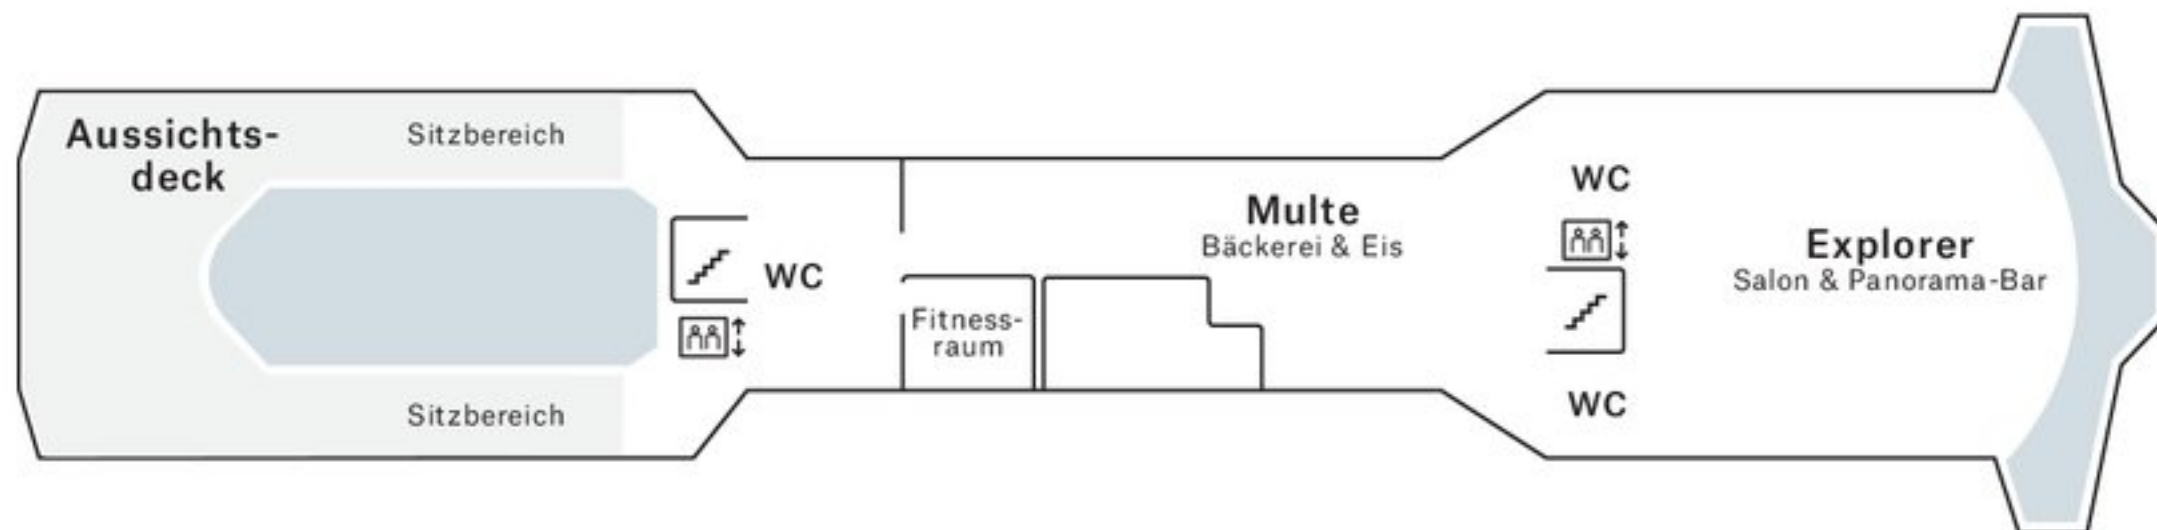 Aussichts-
deck
Sitzbereich
Sitzbereich
WC
Fitness-
raum
Multe
Bäckerei & Eis
WC
WC
Explorer
Salon & Panorama-Bar